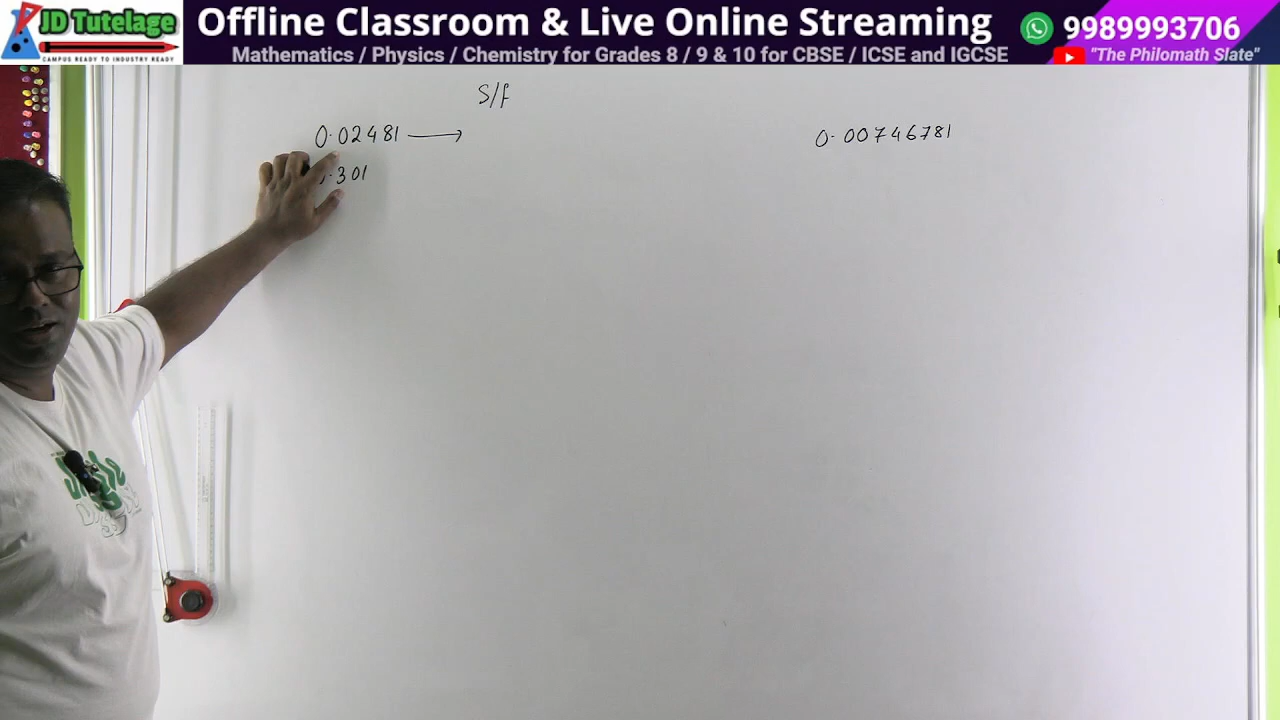 JD Tutelage
CAMPUS READY TO INDUSTRY READY
Offline Classroom & Live Online Streaming
Mathematics / Physics / Chemistry for Grades 8 / 9 & 10 for CBSE / ICSE and IGCSE
9989993706
"The Philomath Slate"
S/f
0.02481 →
.301
0.00746781